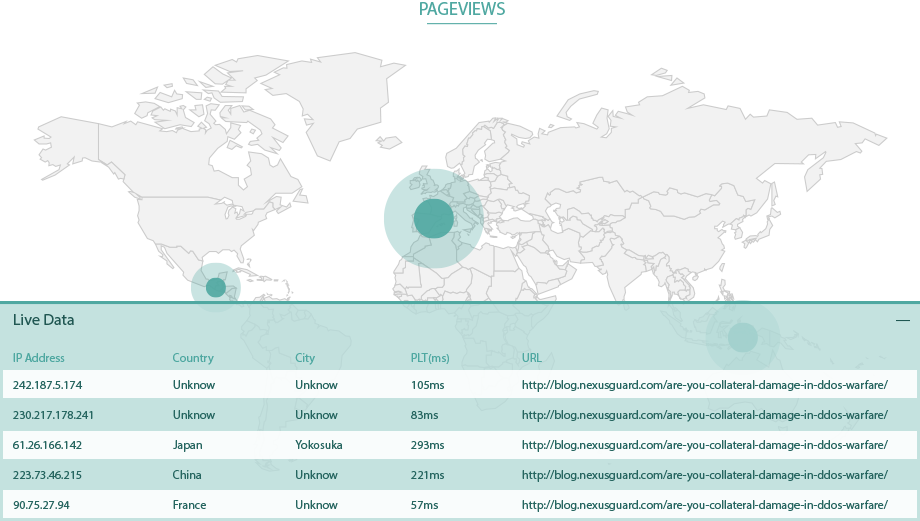 PAGEVIEWS
Live Data
IP Address Country City PLT(ms) URL
242.187.5.174 Unknow Unknow 105ms http://blog.nexusguard.com/are-you-collateral-damage-in-ddos-warfare/
230.217.178.241 Unknow Unknow 83ms http://blog.nexusguard.com/are-you-collateral-damage-in-ddos-warfare/
61.26.166.142 Japan Yokosuka 293ms http://blog.nexusguard.com/are-you-collateral-damage-in-ddos-warfare/
223.73.46.215 China Unknow 221ms http://blog.nexusguard.com/are-you-collateral-damage-in-ddos-warfare/
90.75.27.94 France Unknow 57ms http://blog.nexusguard.com/are-you-collateral-damage-in-ddos-warfare/